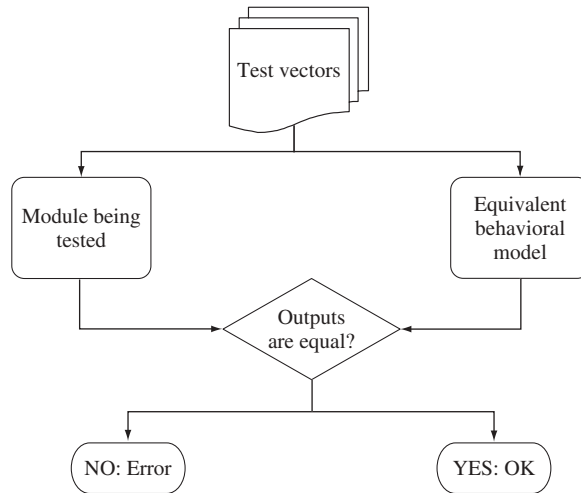 Test vectors
Module being
tested
Equivalent
behavioral
model
Outputs
are equal?
NO: Error
YES: OK